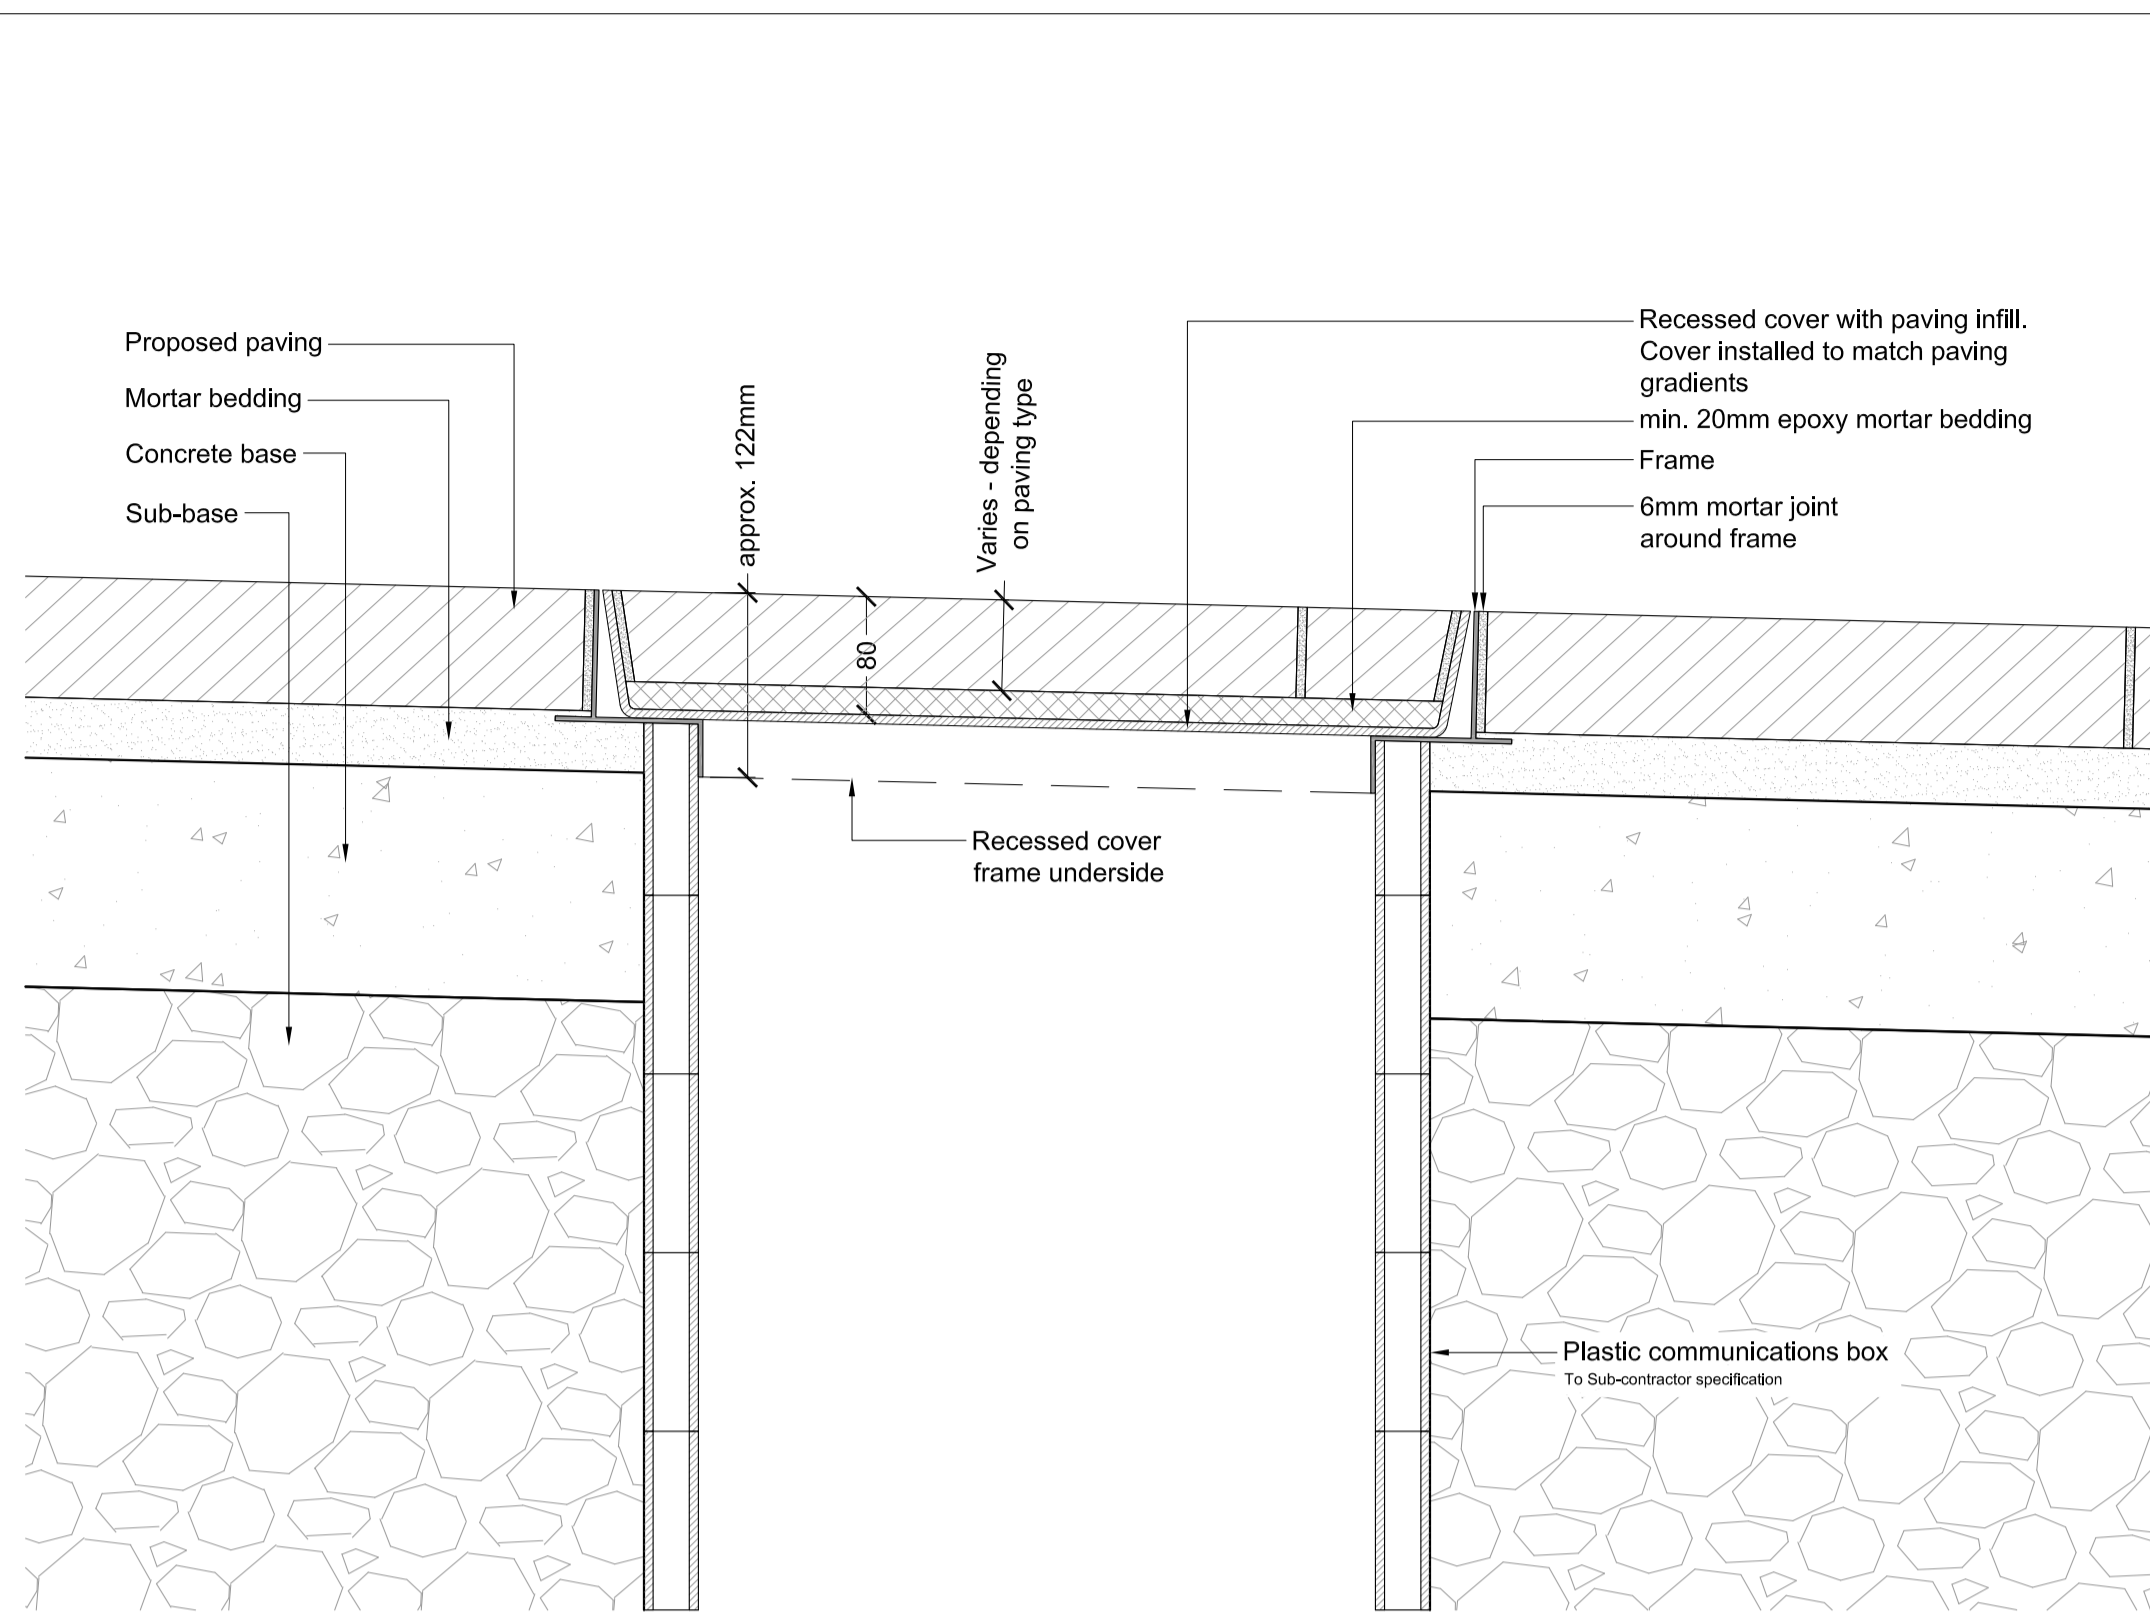 Proposed paving
Mortar bedding
Concrete base
Sub-base
approx. 122mm
80
Varies - depending
on paving type
Recessed cover with paving infill.
Cover installed to match paving
gradients
min. 20mm epoxy mortar bedding
Frame
6mm mortar joint
around frame
Recessed cover
frame underside
Plastic communications box
To Sub-contractor specification